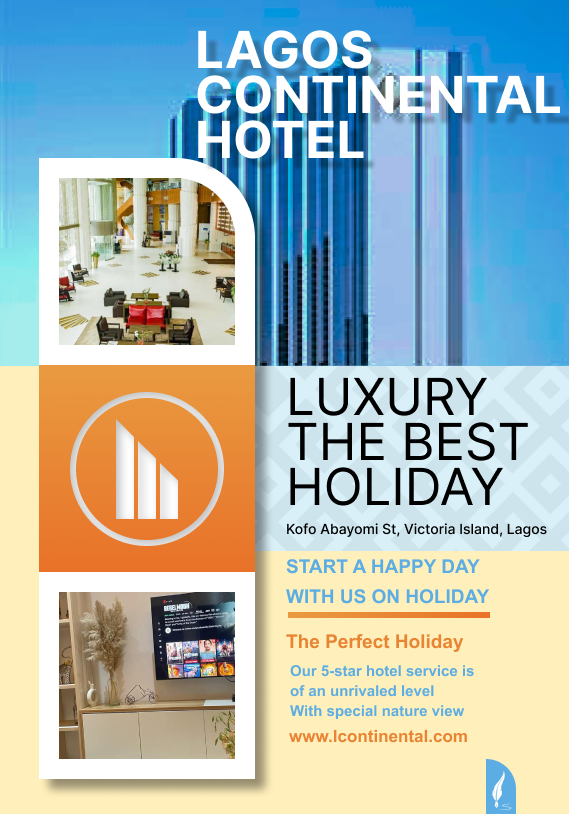 LAGOS
CONTINENTAL
HOTEL
LUXURY
THE BEST
HOLIDAY
Kofo Abayomi St, Victoria Island, Lagos
START A HAPPY DAY
WITH US ON HOLIDAY
The Perfect Holiday
Our 5-star hotel service is
of an unrivaled level
With special nature view
www.lcontinental.com